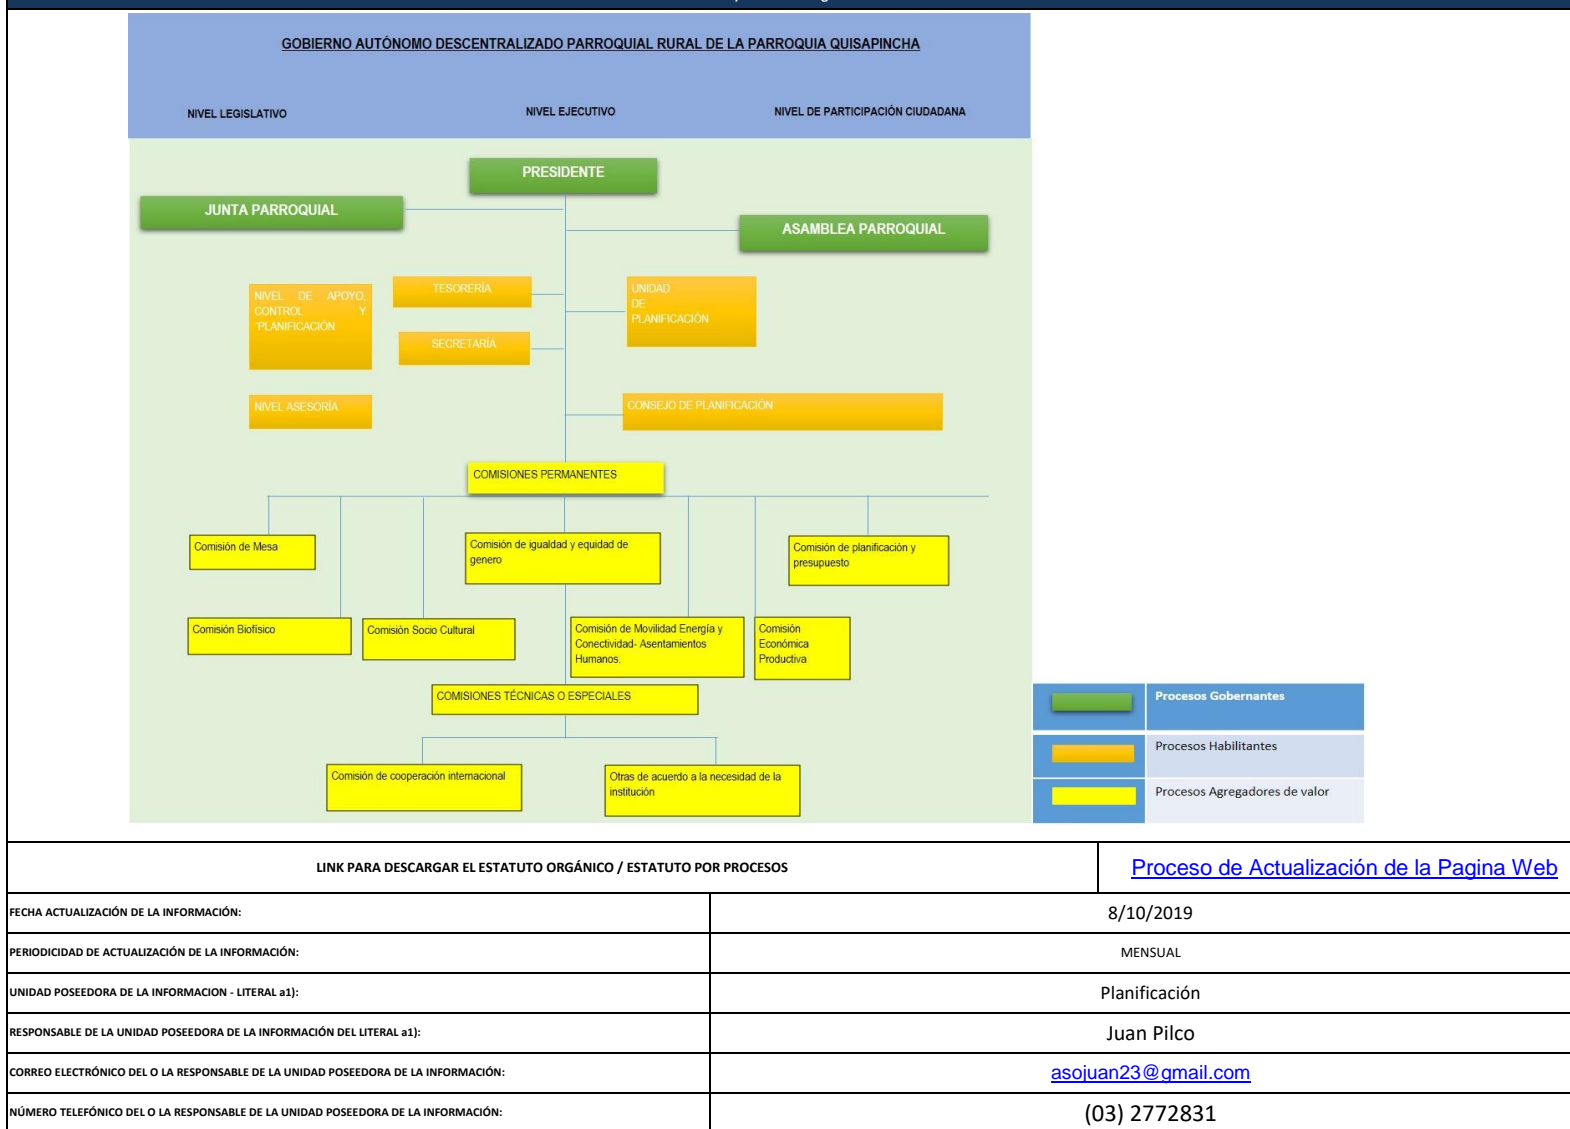 GOBIERNO AUTÓNOMO DESCENTRALIZADO PARROQUIAL RURAL DE LA PARROQUIA QUISAPINCHA
NIVEL LEGISLATIVO
NIVEL EJECUTIVO
NIVEL DE PARTICIPACIÓN CIUDADANA
PRESIDENTE
JUNTA PARROQUIAL
ASAMBLEA PARROQUIAL
NIVEL DE APOYO,
CONTROL Y
'PLANIFICACIÓN
TESORERÍA
UNIDAD
DE
PLANIFICACIÓN
SECRETARÍA
NIVEL ASESORÍA
CONSEJO DE PLANIFICACIÓN
COMISIONES PERMANENTES
Comisión de Mesa
Comisión de igualdad y equidad de
genero
Comisión de planificación y
presupuesto
Comisión Biofísico
Comisión Socio Cultural
Comisión de Movilidad Energía y
Conectividad- Asentamientos
Humanos.
Comisión
Económica
Productiva
COMISIONES TÉCNICAS O ESPECIALES
Comisión de cooperación internacional
Otras de acuerdo a la necesidad de la
institución
Procesos Gobernantes
Procesos Habilitantes
Procesos Agregadores de valor
LINK PARA DESCARGAR EL ESTATUTO ORGÁNICO / ESTATUTO POR PROCESOS
Proceso de Actualización de la Pagina Web
FECHA ACTUALIZACIÓN DE LA INFORMACIÓN:
8/10/2019
PERIODICIDAD DE ACTUALIZACIÓN DE LA INFORMACIÓN:
MENSUAL
UNIDAD POSEEDORA DE LA INFORMACION - LITERAL a1):
Planificación
RESPONSABLE DE LA UNIDAD POSEEDORA DE LA INFORMACIÓN DEL LITERAL a1):
Juan Pilco
CORREO ELECTRÓNICO DEL O LA RESPONSABLE DE LA UNIDAD POSEEDORA DE LA INFORMACIÓN:
asojuan23@gmail.com
NÚMERO TELEFÓNICO DEL O LA RESPONSABLE DE LA UNIDAD POSEEDORA DE LA INFORMACIÓN:
(03) 2772831